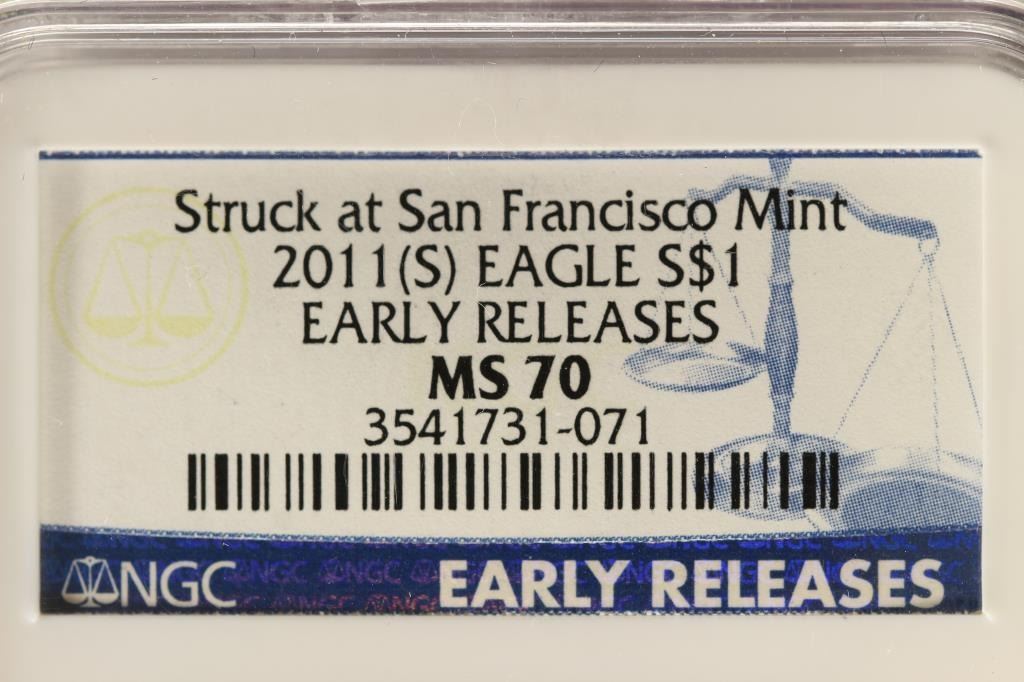 Struck at San Francisco Mint
2011(S) EAGLE S$1
EARLY RELEASES
MS 70
3541731-071
NGC EARLY RELEASES